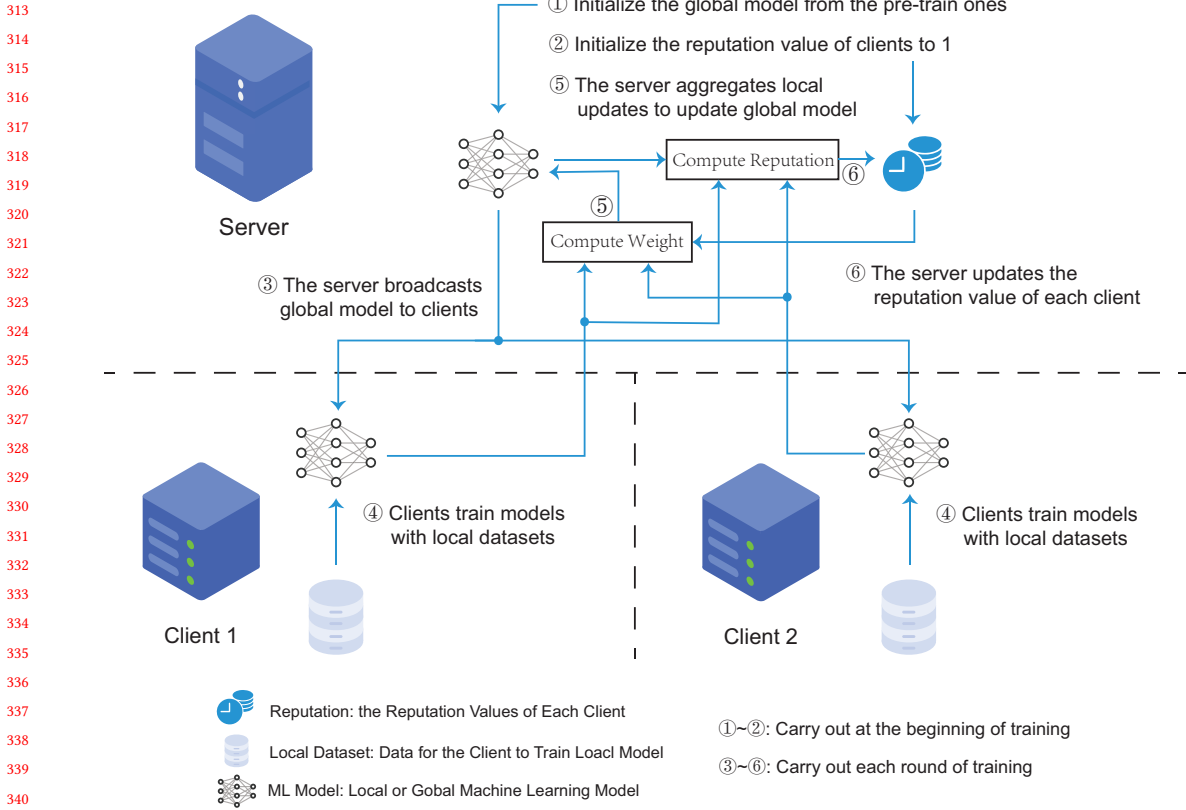 313
314
315
316
317
318
319
320
321
322
323
324
325
326
327
328
329
330
331
332
333
334
335
336
337
338
339
340
① Initialize the global model from the pre-train ones
② Initialize the reputation value of clients to 1
⑤ The server aggregates local
updates to update global model
Compute Reputation
⑥
⑤
Server
Compute Weight
③ The server broadcasts
global model to clients
⑥ The server updates the
reputation value of each client
④ Clients train models
with local datasets
④ Clients train models
with local datasets
Client 1
Client 2
Reputation: the Reputation Values of Each Client
Local Dataset: Data for the Client to Train Loacl Model
ML Model: Local or Gobal Machine Learning Model
①~②: Carry out at the beginning of training
③~⑥: Carry out each round of training